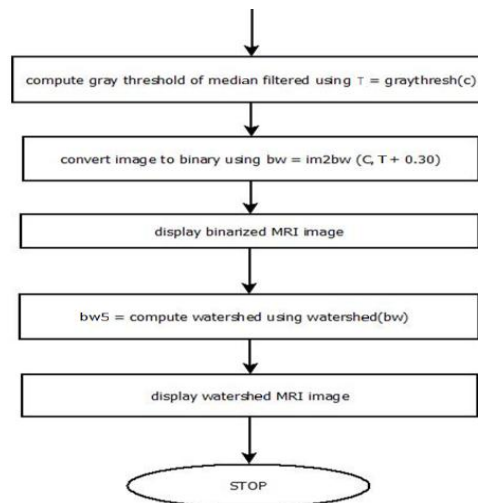 compute gray threshold of median filtered using T = graythresh(c)
convert image to binary using bw = im2bw (C, T + 0.30)
display binarized MRI image
bw5 = compute watershed using watershed(bw)
display watershed MRI image
STOP